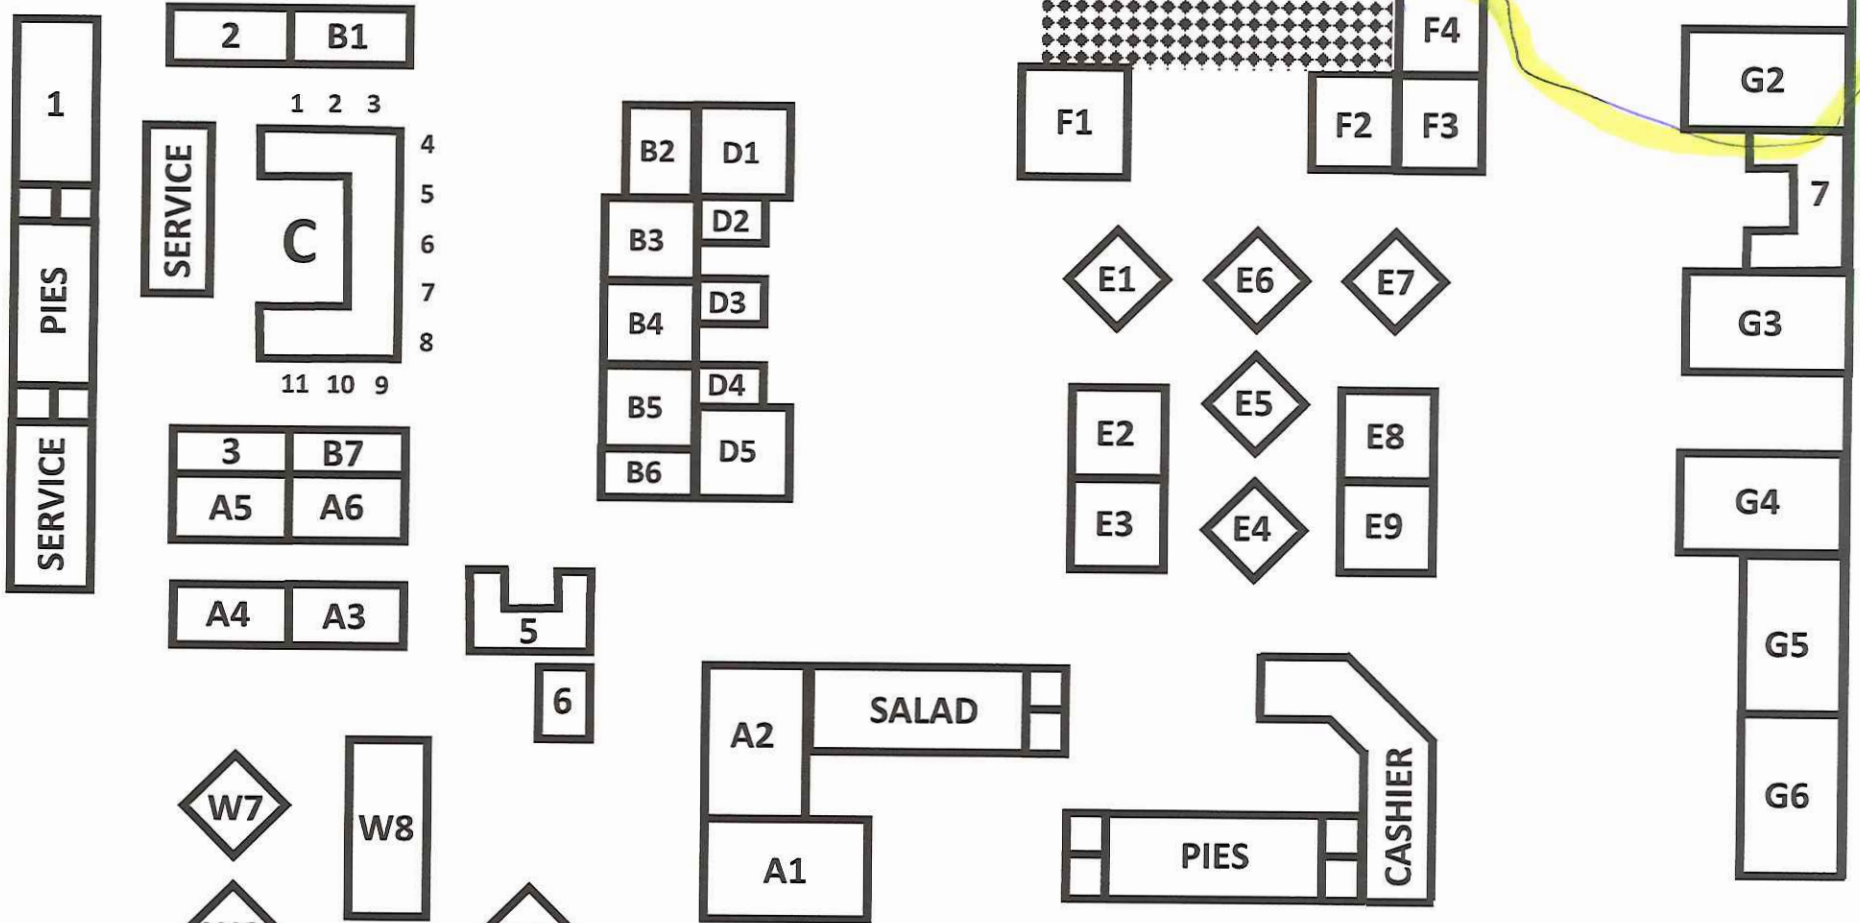 2 B1
1
1 2 3
4
5
6
7
8
SERVICE
C
PIES
11 10 9
SERVICE
3 B7
A5 A6
A4 A3
5
6
W7
W8
B2 D1
B3 D2
B4 D3
B5 D4
B6 D5
A2 SALAD
A1
F4
F1 F2 F3
E1 E6 E7
E2 E5 E8
E3 E4 E9
CASHIER
PIES
G2
7
G3
G4
G5
G6